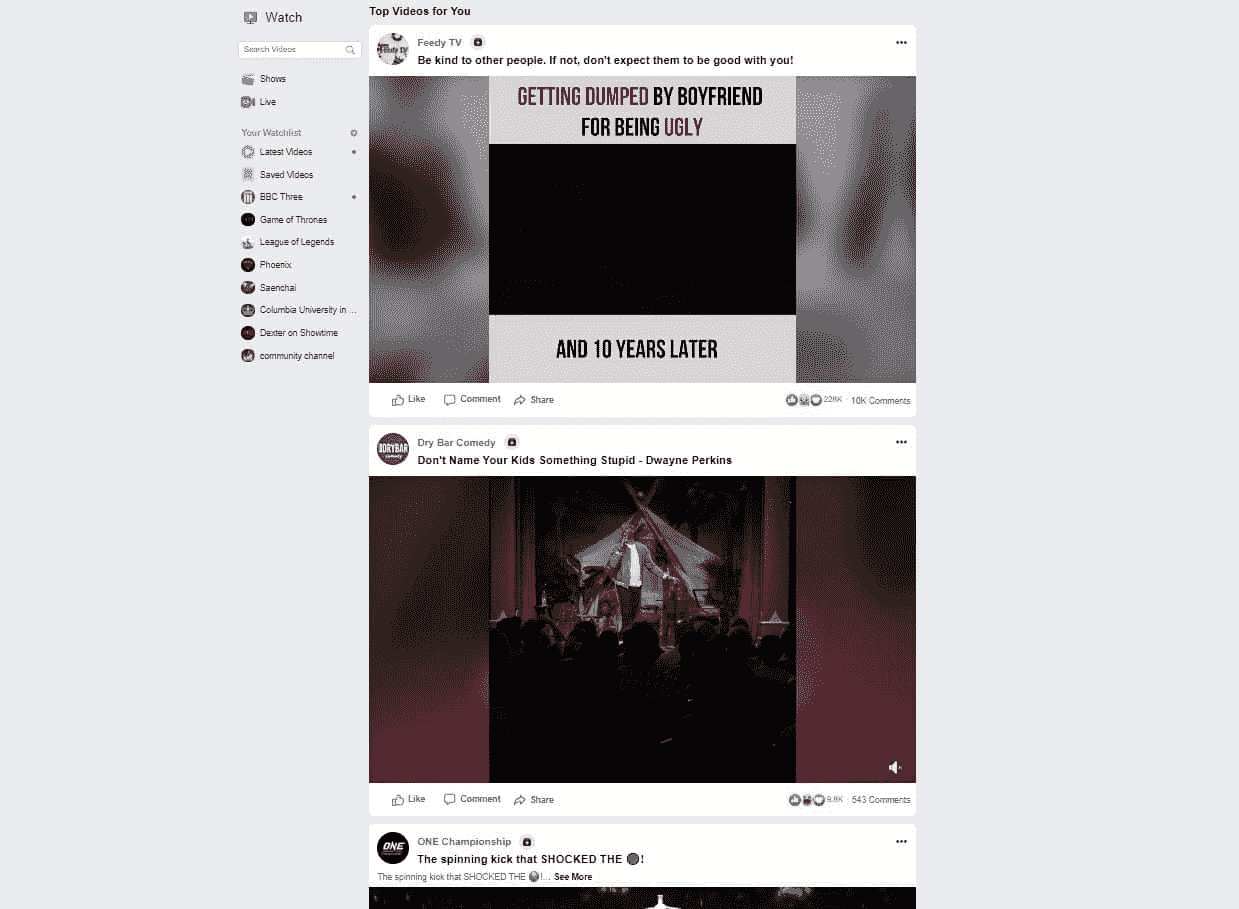 Watch
Search Videos
Shows
Live
Your Watchlist
Latest Videos
Saved Videos
BBC Three
Game of Thrones
League of Legends
Phoenix
Saenchai
Columbia University in ...
Dexter on Showtime
community channel
Top Videos for You
Feedy TV
Be kind to other people. If not, don't expect them to be good with you!
GETTING DUMPED BY BOYFRIEND
FOR BEING UGLY
AND 10 YEARS LATER
Like Comment Share 228K · 10K Comments
DRYBAR
comedy
Dry Bar Comedy
Don't Name Your Kids Something Stupid - Dwayne Perkins
Like Comment Share 9.8K · 543 Comments
ONE
ONE Championship
The spinning kick that SHOCKED THE 🌑!
The spinning kick that SHOCKED THE 🌑!... See More